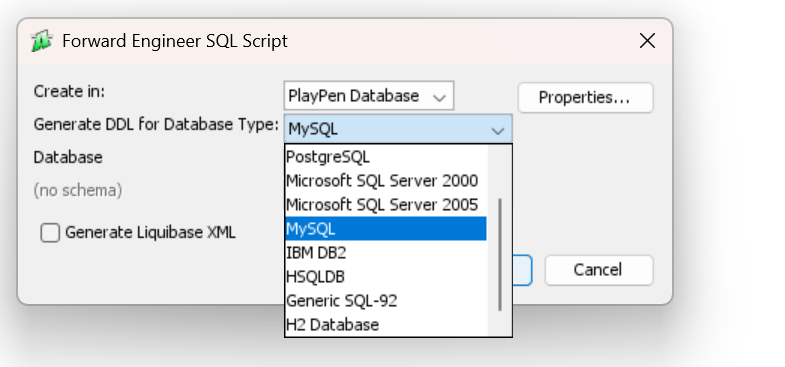 Forward Engineer SQL Script
Create in:
PlayPen Database
Properties...
Generate DDL for Database Type:
MySQL
Database
(no schema)
Generate Liquibase XML
PostgreSQL
Microsoft SQL Server 2000
Microsoft SQL Server 2005
MySQL
IBM DB2
HSQLDB
Generic SQL-92
H2 Database
Cancel